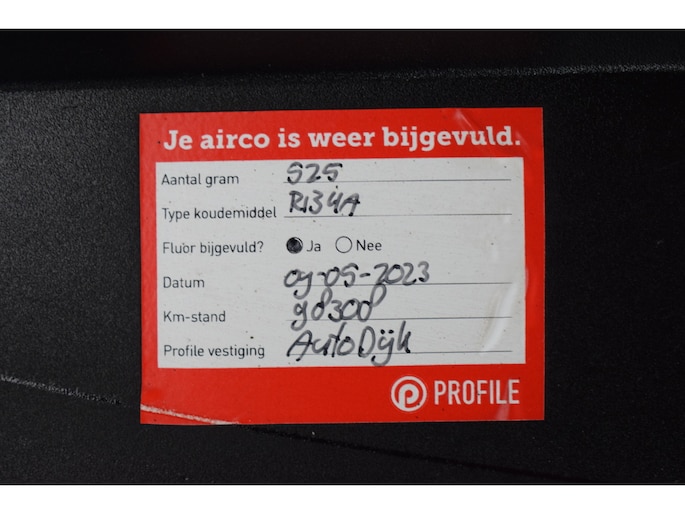 Je airco is weer bijgevuld.
Aantal gram 525
Type koudemiddel R134A
Fluor bijgevuld? Ja Nee
Datum 09-05-2023
Km-stand 98300
Profile vestiging AutoDijk
PROFILE